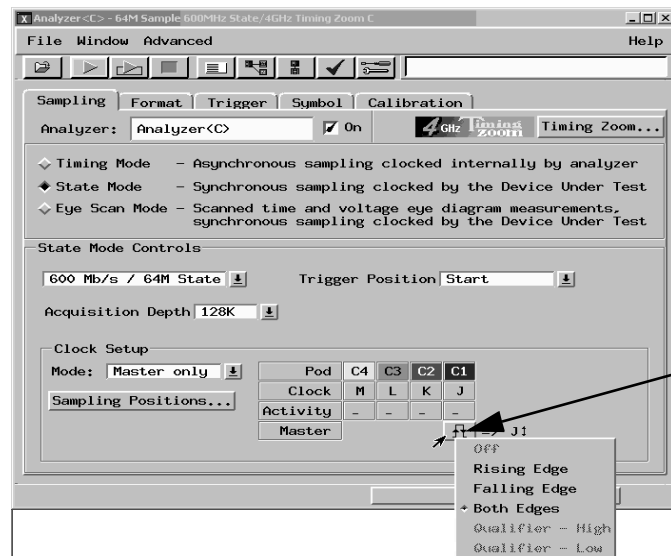 Analyzer<C> - 64M Sample 600MHz State/4GHz Timing Zoom C
File Window Advanced Help
Sampling Format Trigger Symbol Calibration
Analyzer: Analyzer<C> On 4 GHz Timing zoom Timing Zoom...
Timing Mode - Asynchronous sampling clocked internally by analyzer
State Mode - Synchronous sampling clocked by the Device Under Test
Eye Scan Mode - Scanned time and voltage eye diagram measurements,
synchronous sampling clocked by the Device Under Test
State Mode Controls
600 Mb/s / 64M State Trigger Position Start
Acquisition Depth 128K
Clock Setup
Mode: Master only Pod C4 C3 C2 C1
Clock M L K J
Sampling Positions...
Activity - - - -
Master => J↕
Off
Rising Edge
Falling Edge
Both Edges
Qualifier - High
Qualifier - Low